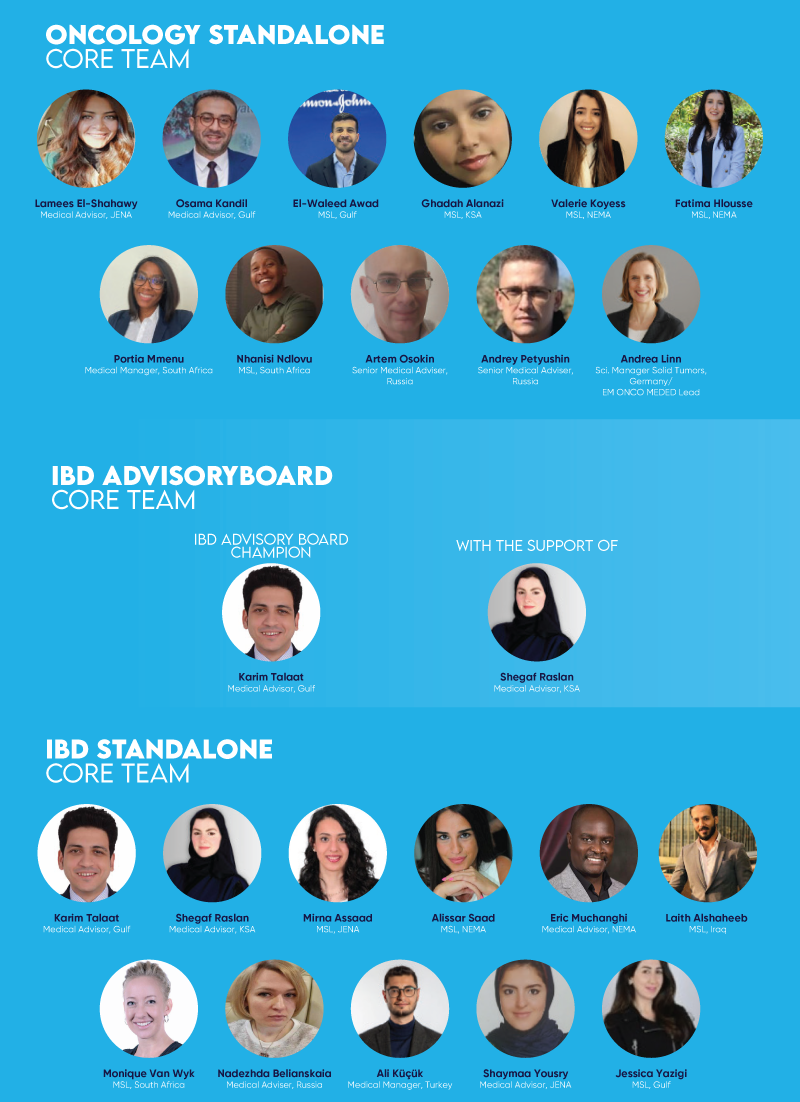 ONCOLOGY STANDALONE
CORE TEAM
Lamees El-Shahawy
Medical Advisor, JENA
Osama Kandil
Medical Advisor, Gulf
El-Waleed Awad
MSL, Gulf
Ghadah Alanazi
MSL, KSA
Valerie Koyess
MSL, NEMA
Fatima Hlousse
MSL, NEMA
Portia Mmenu
Medical Manager, South Africa
Nhanisi Ndlovu
MSL, South Africa
Artem Osokin
Senior Medical Adviser,
Russia
Andrey Petyushin
Senior Medical Adviser,
Russia
Andrea Linn
Sci. Manager Solid Tumors,
Germany/
EM ONCO MEDED Lead
IBD ADVISORYBOARD
CORE TEAM
IBD ADVISORY BOARD
CHAMPION
Karim Talaat
Medical Advisor, Gulf
WITH THE SUPPORT OF
Shegaf Raslan
Medical Advisor, KSA
IBD STANDALONE
CORE TEAM
Karim Talaat
Medical Advisor, Gulf
Shegaf Raslan
Medical Advisor, KSA
Mirna Assaad
MSL, JENA
Alissar Saad
MSL, NEMA
Eric Muchanghi
Medical Advisor, NEMA
Laith Alshaheeb
MSL, Iraq
Monique Van Wyk
MSL, South Africa
Nadezhda Belianskaia
Medical Adviser, Russia
Ali Küçük
Medical Manager, Turkey
Shaymaa Yousry
Medical Advisor, JENA
Jessica Yazigi
MSL, Gulf